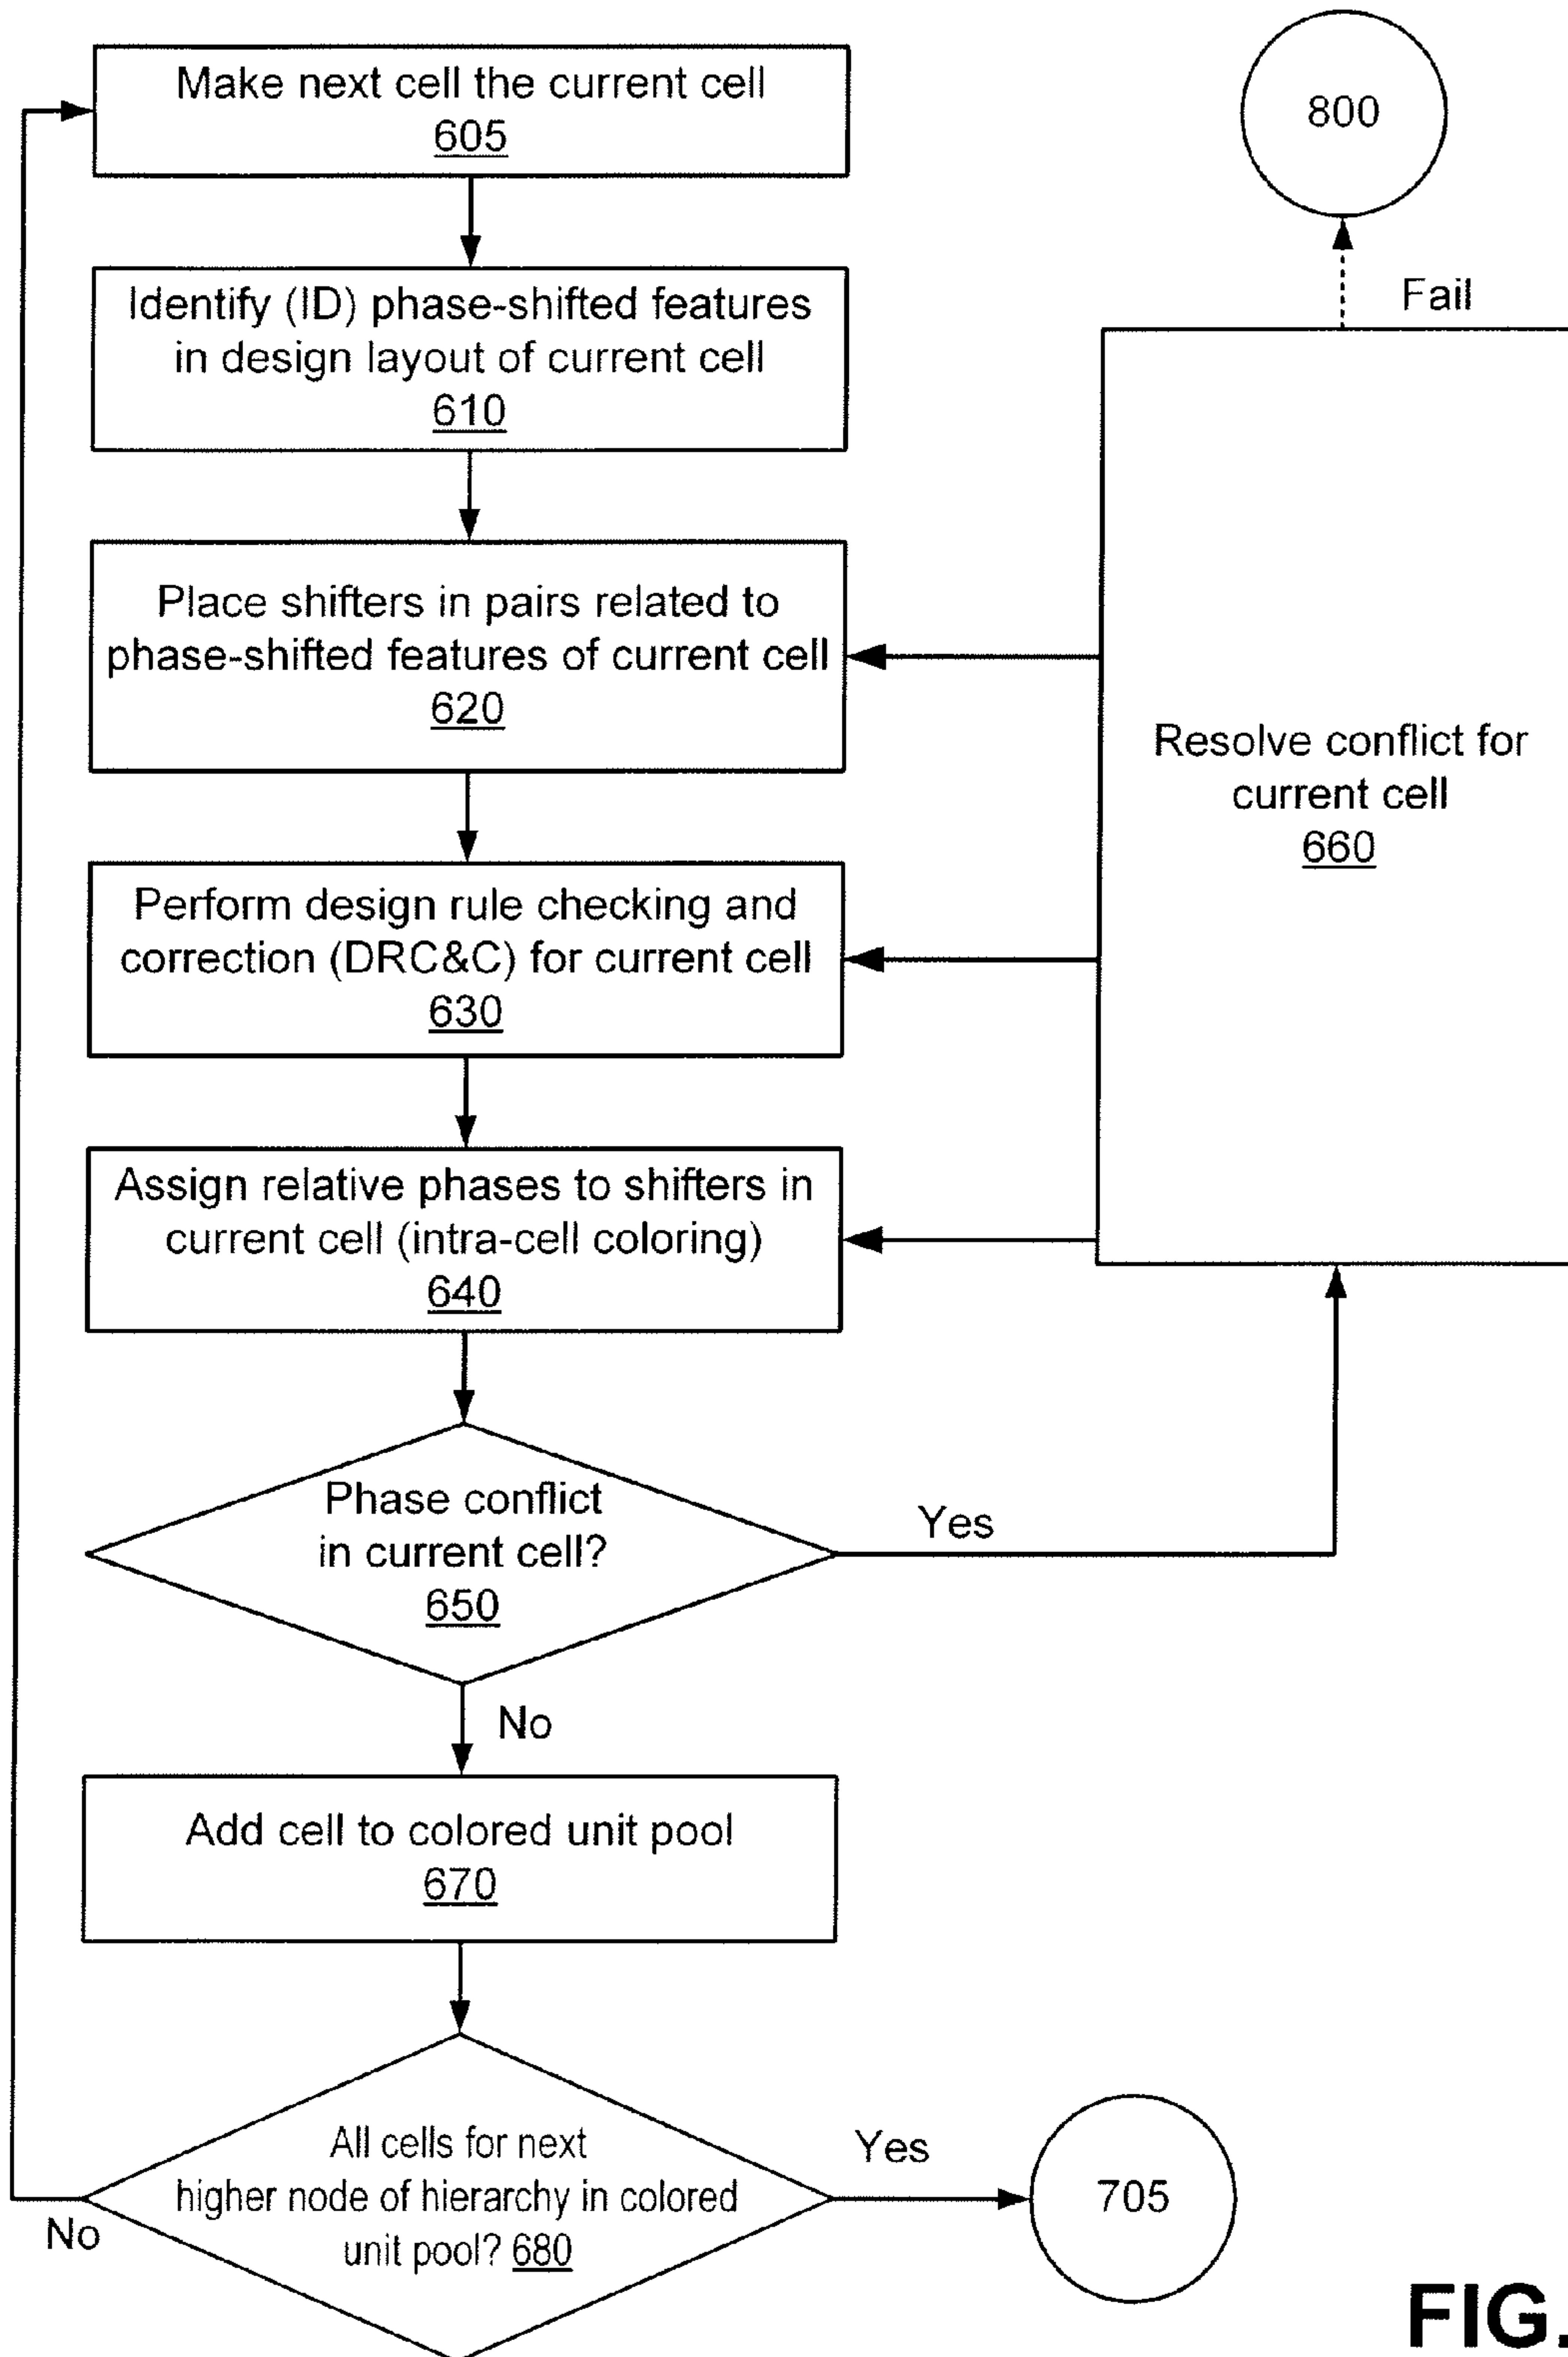 Make next cell the current cell
605
800
Fail
Identify (ID) phase-shifted features
in design layout of current cell
610
Place shifters in pairs related to
phase-shifted features of current cell
620
Resolve conflict for
current cell
660
Perform design rule checking and
correction (DRC&C) for current cell
630
Assign relative phases to shifters in
current cell (intra-cell coloring)
640
Phase conflict
in current cell?
650
Yes
No
Add cell to colored unit pool
670
All cells for next
higher node of hierarchy in colored
unit pool? 680
Yes
No
705
FIG.